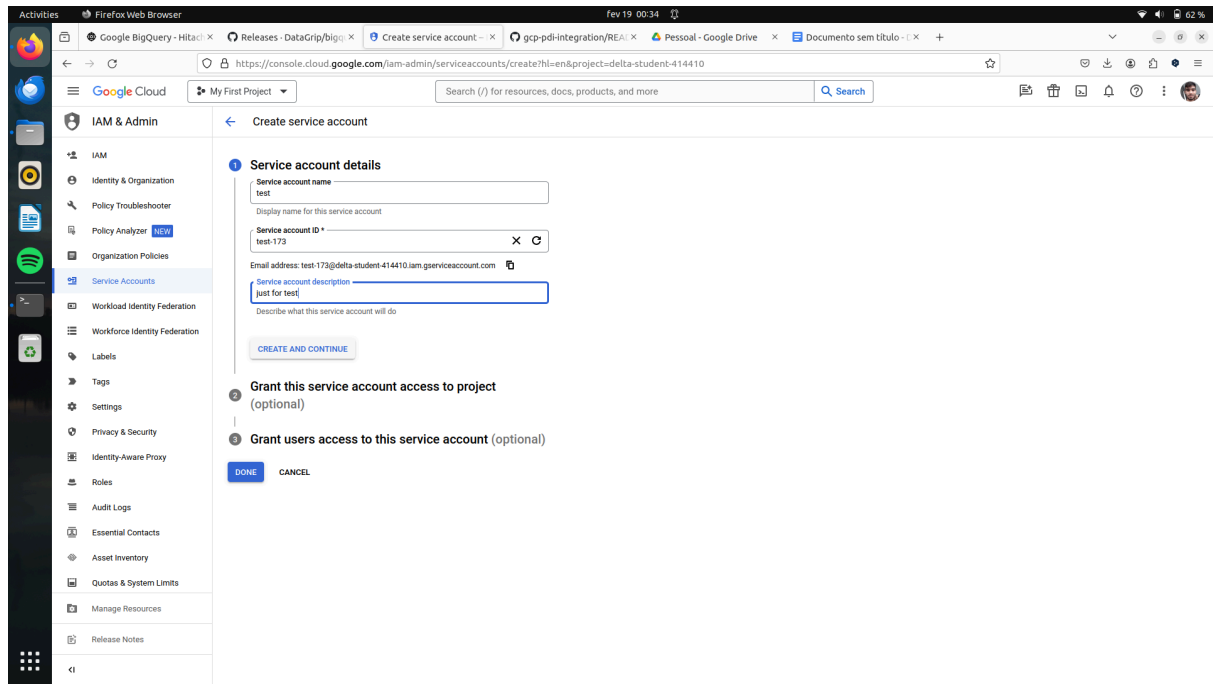 Activities
Firefox Web Browser
fev 19 00:34
62 %
Google BigQuery - Hitach
Releases · DataGrip/bigq
Create service account –
gcp-pdi-integration/REA
Pessoal - Google Drive
Documento sem título -
https://console.cloud.google.com/iam-admin/serviceaccounts/create?hl=en&project=delta-student-414410
Google Cloud
My First Project
Search (/) for resources, docs, products, and more
Search
IAM & Admin
Create service account
IAM
Identity & Organization
Policy Troubleshooter
Policy Analyzer NEW
Organization Policies
Service Accounts
Workload Identity Federation
Workforce Identity Federation
Labels
Tags
Settings
Privacy & Security
Identity-Aware Proxy
Roles
Audit Logs
Essential Contacts
Asset Inventory
Quotas & System Limits
Manage Resources
Release Notes
1 Service account details
Service account name
test
Display name for this service account
Service account ID *
test-173
Email address: test-173@delta-student-414410.iam.gserviceaccount.com
Service account description
just for test
Describe what this service account will do
CREATE AND CONTINUE
2 Grant this service account access to project
(optional)
3 Grant users access to this service account (optional)
DONE
CANCEL